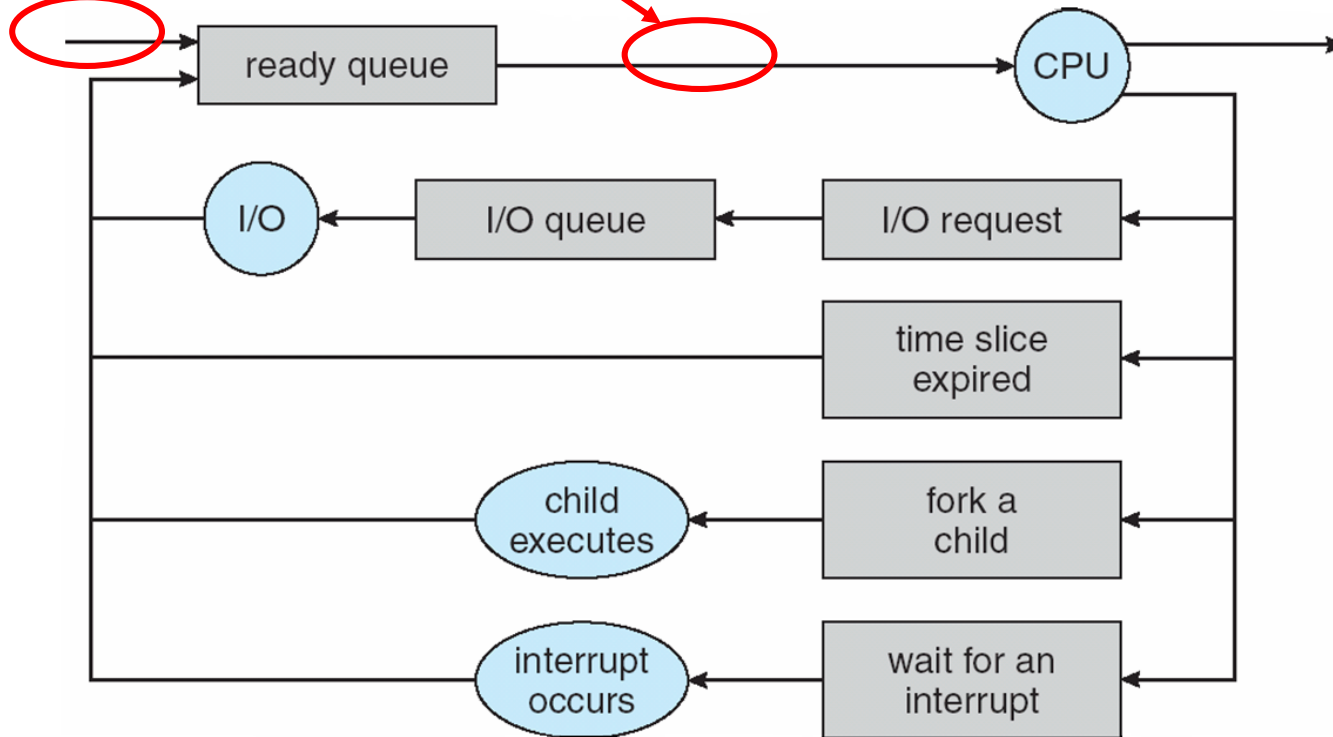 ready queue
CPU
I/O
I/O queue
I/O request
time slice
expired
child
executes
fork a
child
interrupt
occurs
wait for an
interrupt